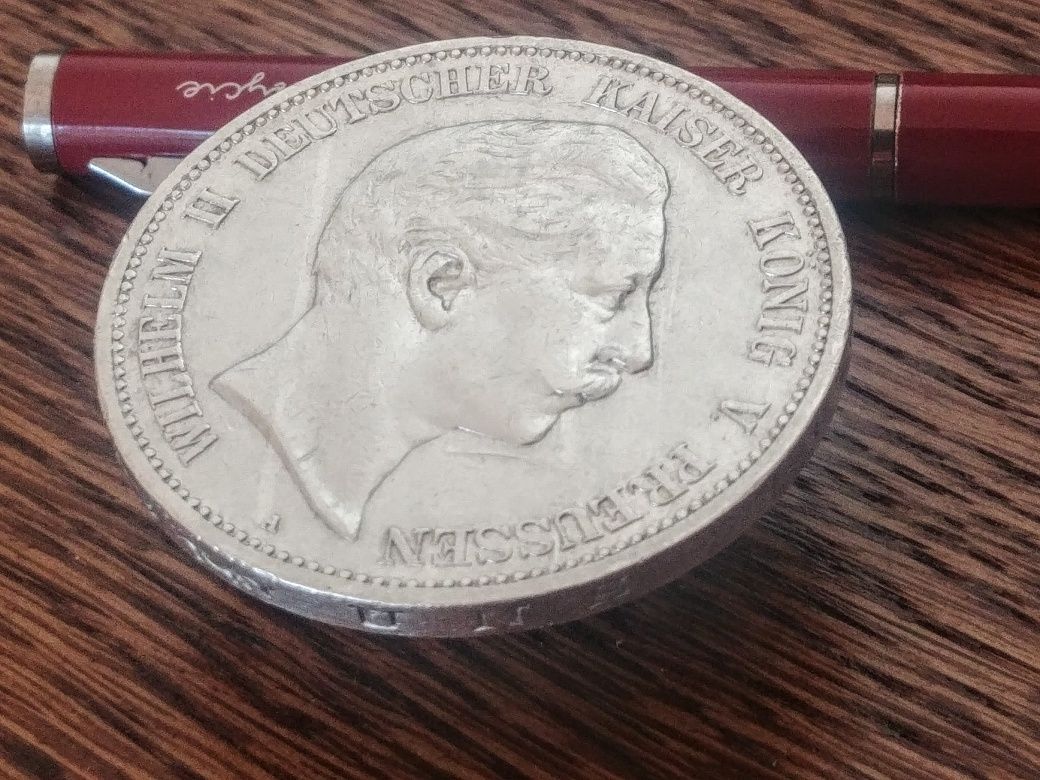 WILHELM II DEUTSCHER KAISER KÖNIG V. PREUSSEN
A